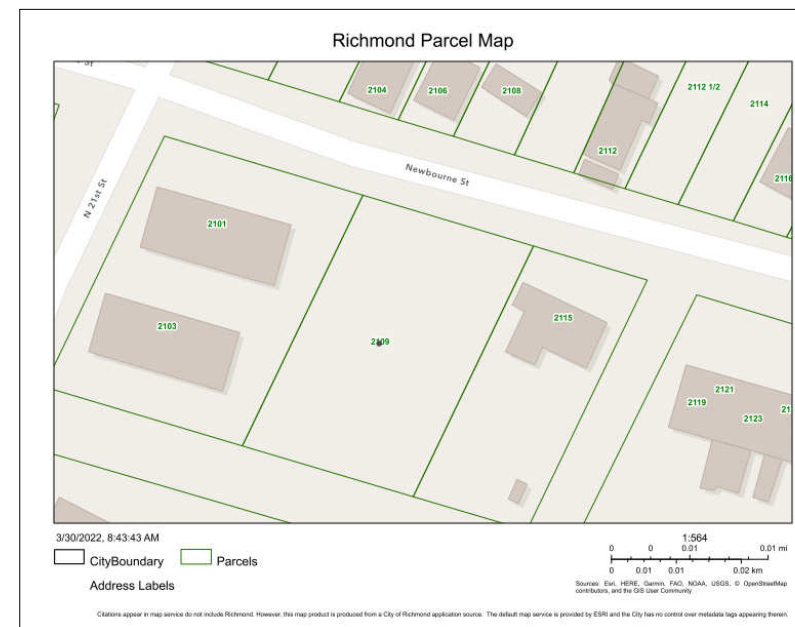 Richmond Parcel Map
St
2104
2106
2108
2112 1/2
2114
2112
2116
Newbourne St
N 21st St
2101
2103
2109
2115
2121
2119
2123
3/30/2022, 8:43:43 AM
CityBoundary Parcels
Address Labels
1:564
0 0 0.01 0.01 mi
0 0.01 0.01 0.02 km
Sources: Esri, HERE, Garmin, FAO, NOAA, USGS, © OpenStreetMap
contributors, and the GIS User Community
Citations appear in map service do not include Richmond. However, this map product is produced from a City of Richmond application source. The default map service is provided by ESRI and the City has no control over metadata tags appearing therein.